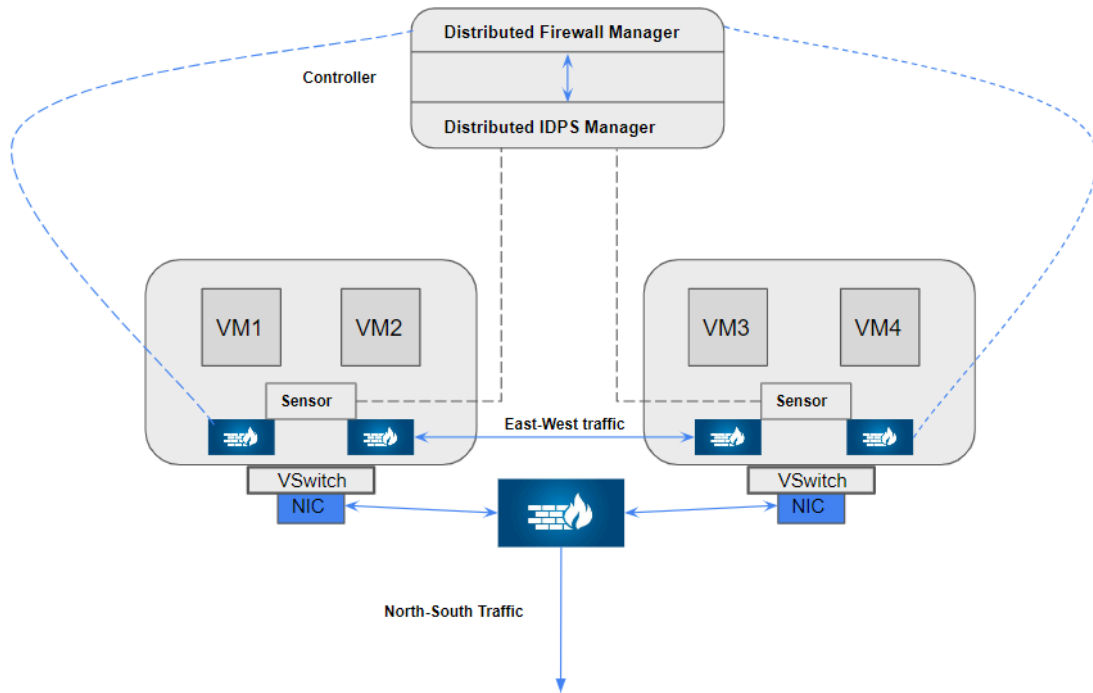 Distributed Firewall Manager
Controller
Distributed IDPS Manager
VM1
VM2
VM3
VM4
Sensor
Sensor
East-West traffic
VSwitch
VSwitch
NIC
NIC
North-South Traffic